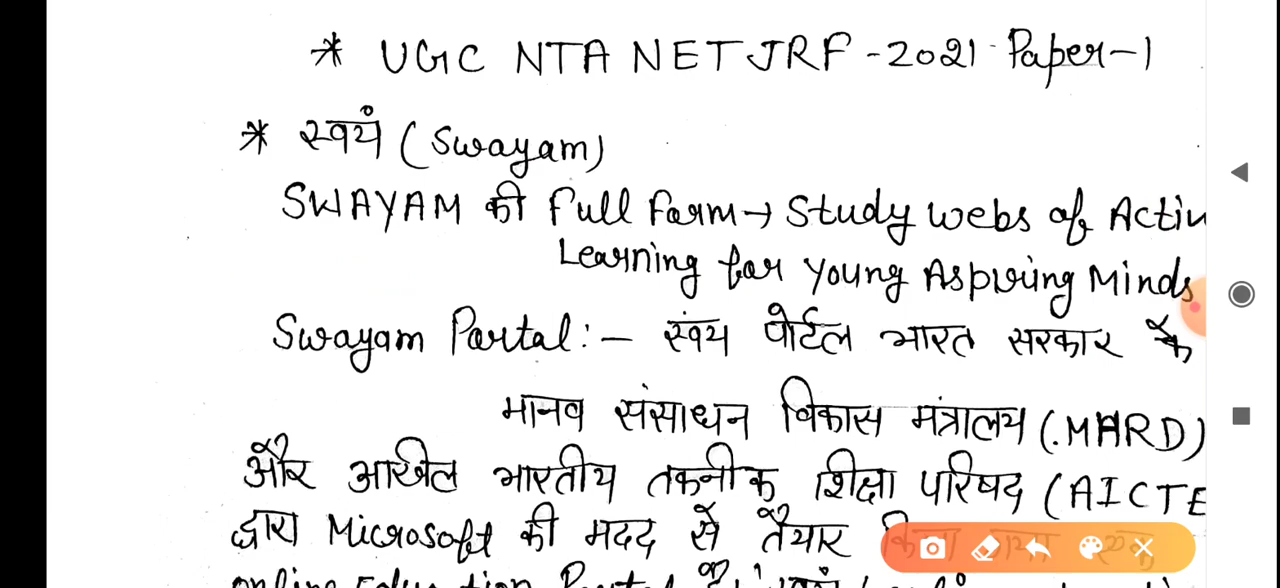 * UGC NTA NET JRF - 2021 Paper-1
* स्वयं (Swayam)
SWAYAM की Full Form → Study Webs of Activ
Learning for Young Aspiring Minds
Swayam Portal :- स्वंय पोर्टल भारत सरकार के
मानव संसाधन विकास मंत्रालय (.MHRD)
और अखिल भारतीय तकनीक शिक्षा परिषद (AICTE
द्वारा Microsoft की मदद से तैयार